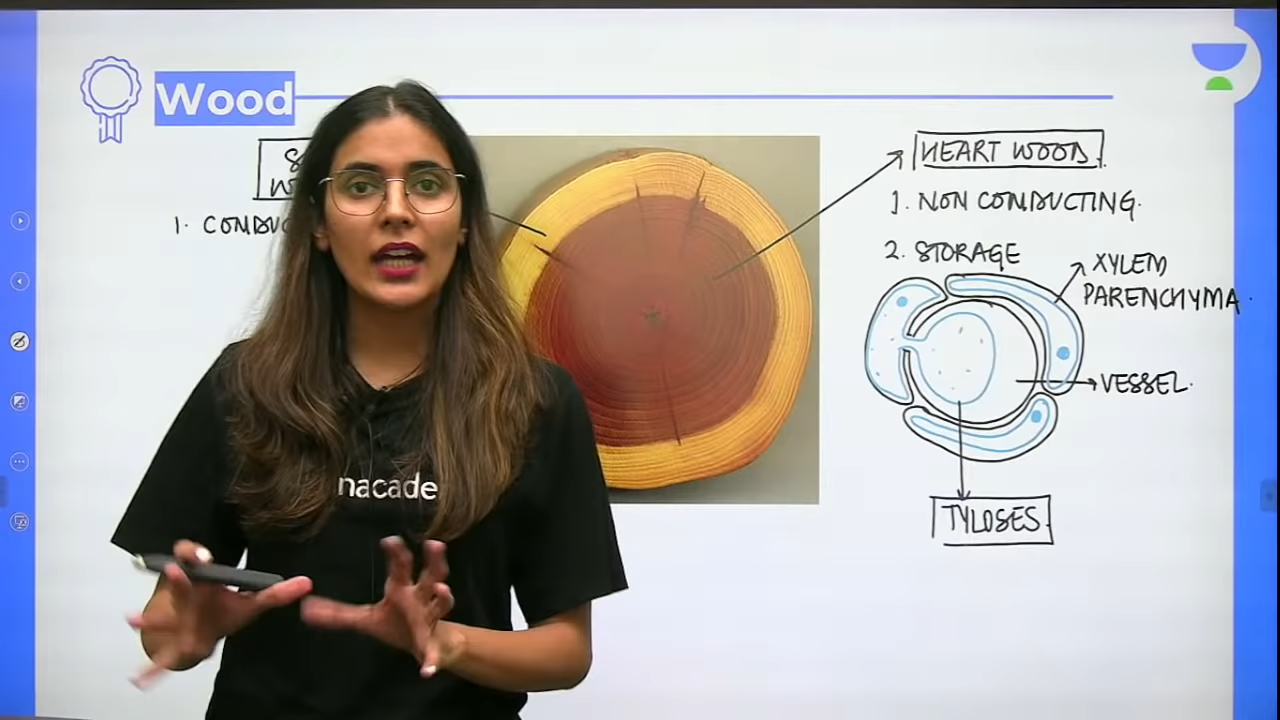 Wood
1. CONDUC
HEART WOOD
1. NON CONDUCTING
2. STORAGE
XYLEM
PARENCHYMA
VESSEL
TYLOSES
nacade